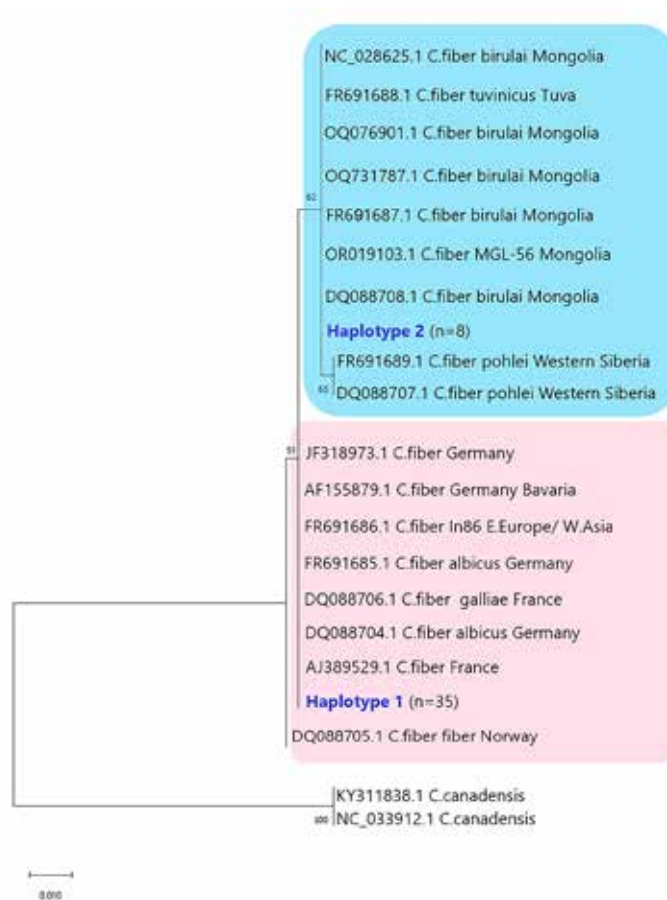 NC_028625.1 C.fiber birulai Mongolia
FR691688.1 C.fiber tuvinicus Tuva
OQ076901.1 C.fiber birulai Mongolia
OQ731787.1 C.fiber birulai Mongolia
62
FR691687.1 C.fiber birulai Mongolia
OR019103.1 C.fiber MGL-56 Mongolia
DQ088708.1 C.fiber birulai Mongolia
Haplotype 2 (n=8)
FR691689.1 C.fiber pohlei Western Siberia
DQ088707.1 C.fiber pohlei Western Siberia
JF318973.1 C.fiber Germany
AF155879.1 C.fiber Germany Bavaria
FR691686.1 C.fiber In86 E.Europe/ W.Asia
FR691685.1 C.fiber albicus Germany
DQ088706.1 C.fiber galliae France
DQ088704.1 C.fiber albicus Germany
AJ389529.1 C.fiber France
Haplotype 1 (n=35)
DQ088705.1 C.fiber fiber Norway
KY311838.1 C.canadensis
100 NC_033912.1 C.canadensis
0.010